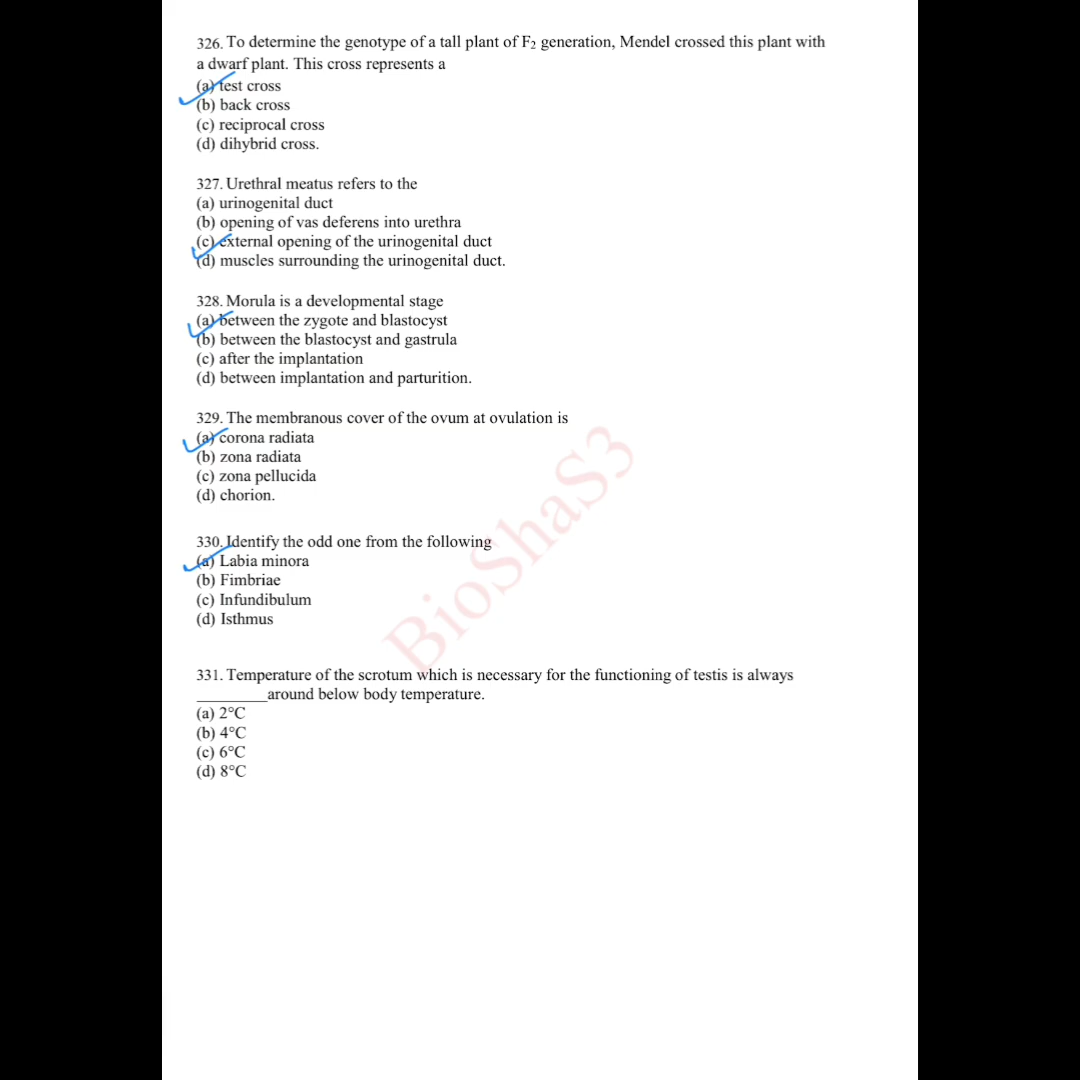 326. To determine the genotype of a tall plant of F₂ generation, Mendel crossed this plant with
a dwarf plant. This cross represents a
(a) test cross
(b) back cross
(c) reciprocal cross
(d) dihybrid cross.
327. Urethral meatus refers to the
(a) urinogenital duct
(b) opening of vas deferens into urethra
(c) external opening of the urinogenital duct
(d) muscles surrounding the urinogenital duct.
328. Morula is a developmental stage
(a) between the zygote and blastocyst
(b) between the blastocyst and gastrula
(c) after the implantation
(d) between implantation and parturition.
329. The membranous cover of the ovum at ovulation is
(a) corona radiata
(b) zona radiata
(c) zona pellucida
(d) chorion.
330. Identify the odd one from the following
(a) Labia minora
(b) Fimbriae
(c) Infundibulum
(d) Isthmus
331. Temperature of the scrotum which is necessary for the functioning of testis is always
________around below body temperature.
(a) 2°C
(b) 4°C
(c) 6°C
(d) 8°C
BioShaS3